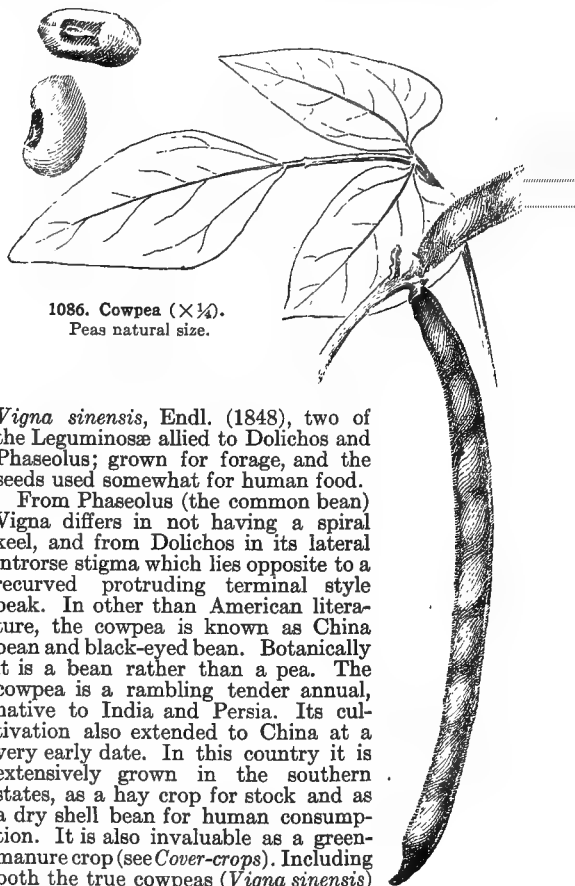 1086. Cowpea (×¼).
Peas natural size.
Vigna sinensis, Endl. (1848), two of
the Leguminosæ allied to Dolichos and
Phaseolus; grown for forage, and the
seeds used somewhat for human food.
From Phaseolus (the common bean)
Vigna differs in not having a spiral
keel, and from Dolichos in its lateral
introrse stigma which lies opposite to a
recurved protruding terminal style
beak. In other than American litera-
ture, the cowpea is known as China
bean and black-eyed bean. Botanically
it is a bean rather than a pea. The
cowpea is a rambling tender annual,
native to India and Persia. Its cul-
tivation also extended to China at a
very early date. In this country it is
extensively grown in the southern
states, as a hay crop for stock and as
a dry shell bean for human consump-
tion. It is also invaluable as a green-
manure crop (see Cover-crops). Including
both the true cowpeas (Vigna sinensis)